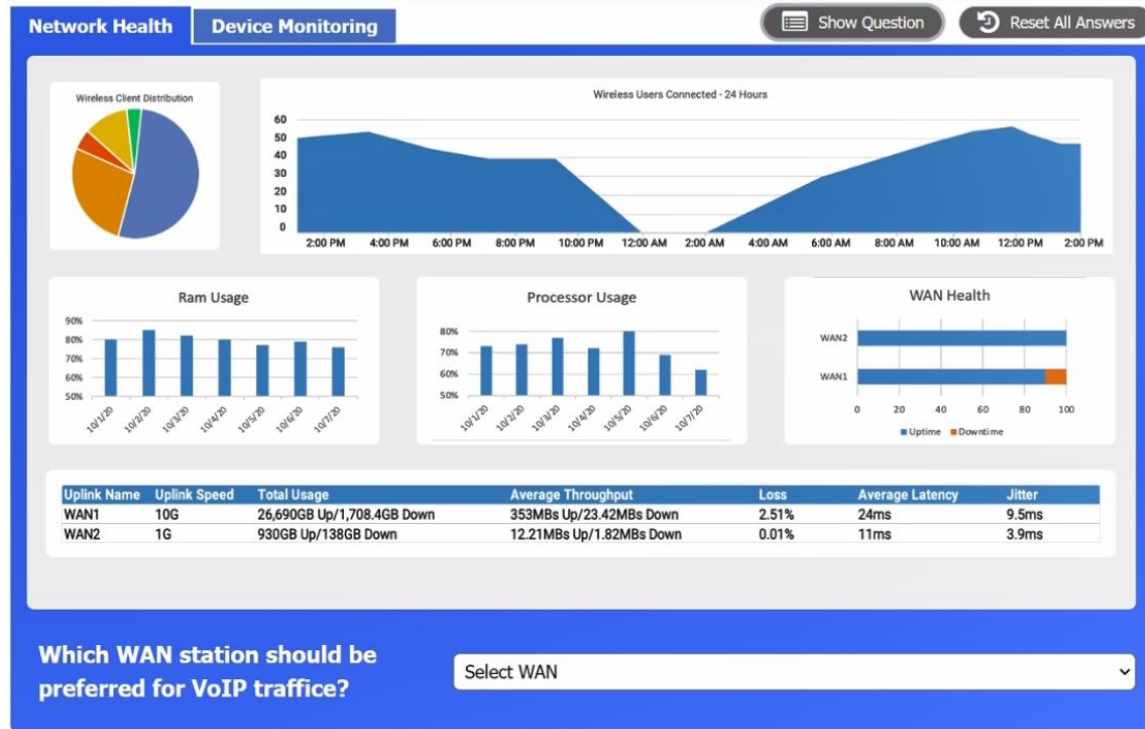 Network Health
Device Monitoring
Show Question
Reset All Answers
Wireless Client Distribution
Wireless Users Connected - 24 Hours
60
50
40
30
20
10
0
2:00 PM 4:00 PM 6:00 PM 8:00 PM 10:00 PM 12:00 AM 2:00 AM 4:00 AM 6:00 AM 8:00 AM 10:00 AM 12:00 PM 2:00 PM
Ram Usage
90%
80%
70%
60%
50%
10/1/20 10/2/20 10/3/20 10/4/20 10/5/20 10/6/20 10/7/20
Processor Usage
80%
70%
60%
50%
10/1/20 10/2/20 10/3/20 10/4/20 10/5/20 10/6/20 10/7/20
WAN Health
WAN2
WAN1
0 20 40 60 80 100
Uptime Downtime
Uplink Name Uplink Speed Total Usage Average Throughput Loss Average Latency Jitter
WAN1 10G 26,690GB Up/1,708.4GB Down 353MBs Up/23.42MBs Down 2.51% 24ms 9.5ms
WAN2 1G 930GB Up/138GB Down 12.21MBs Up/1.82MBs Down 0.01% 11ms 3.9ms
Which WAN station should be
preferred for VoIP traffice?
Select WAN